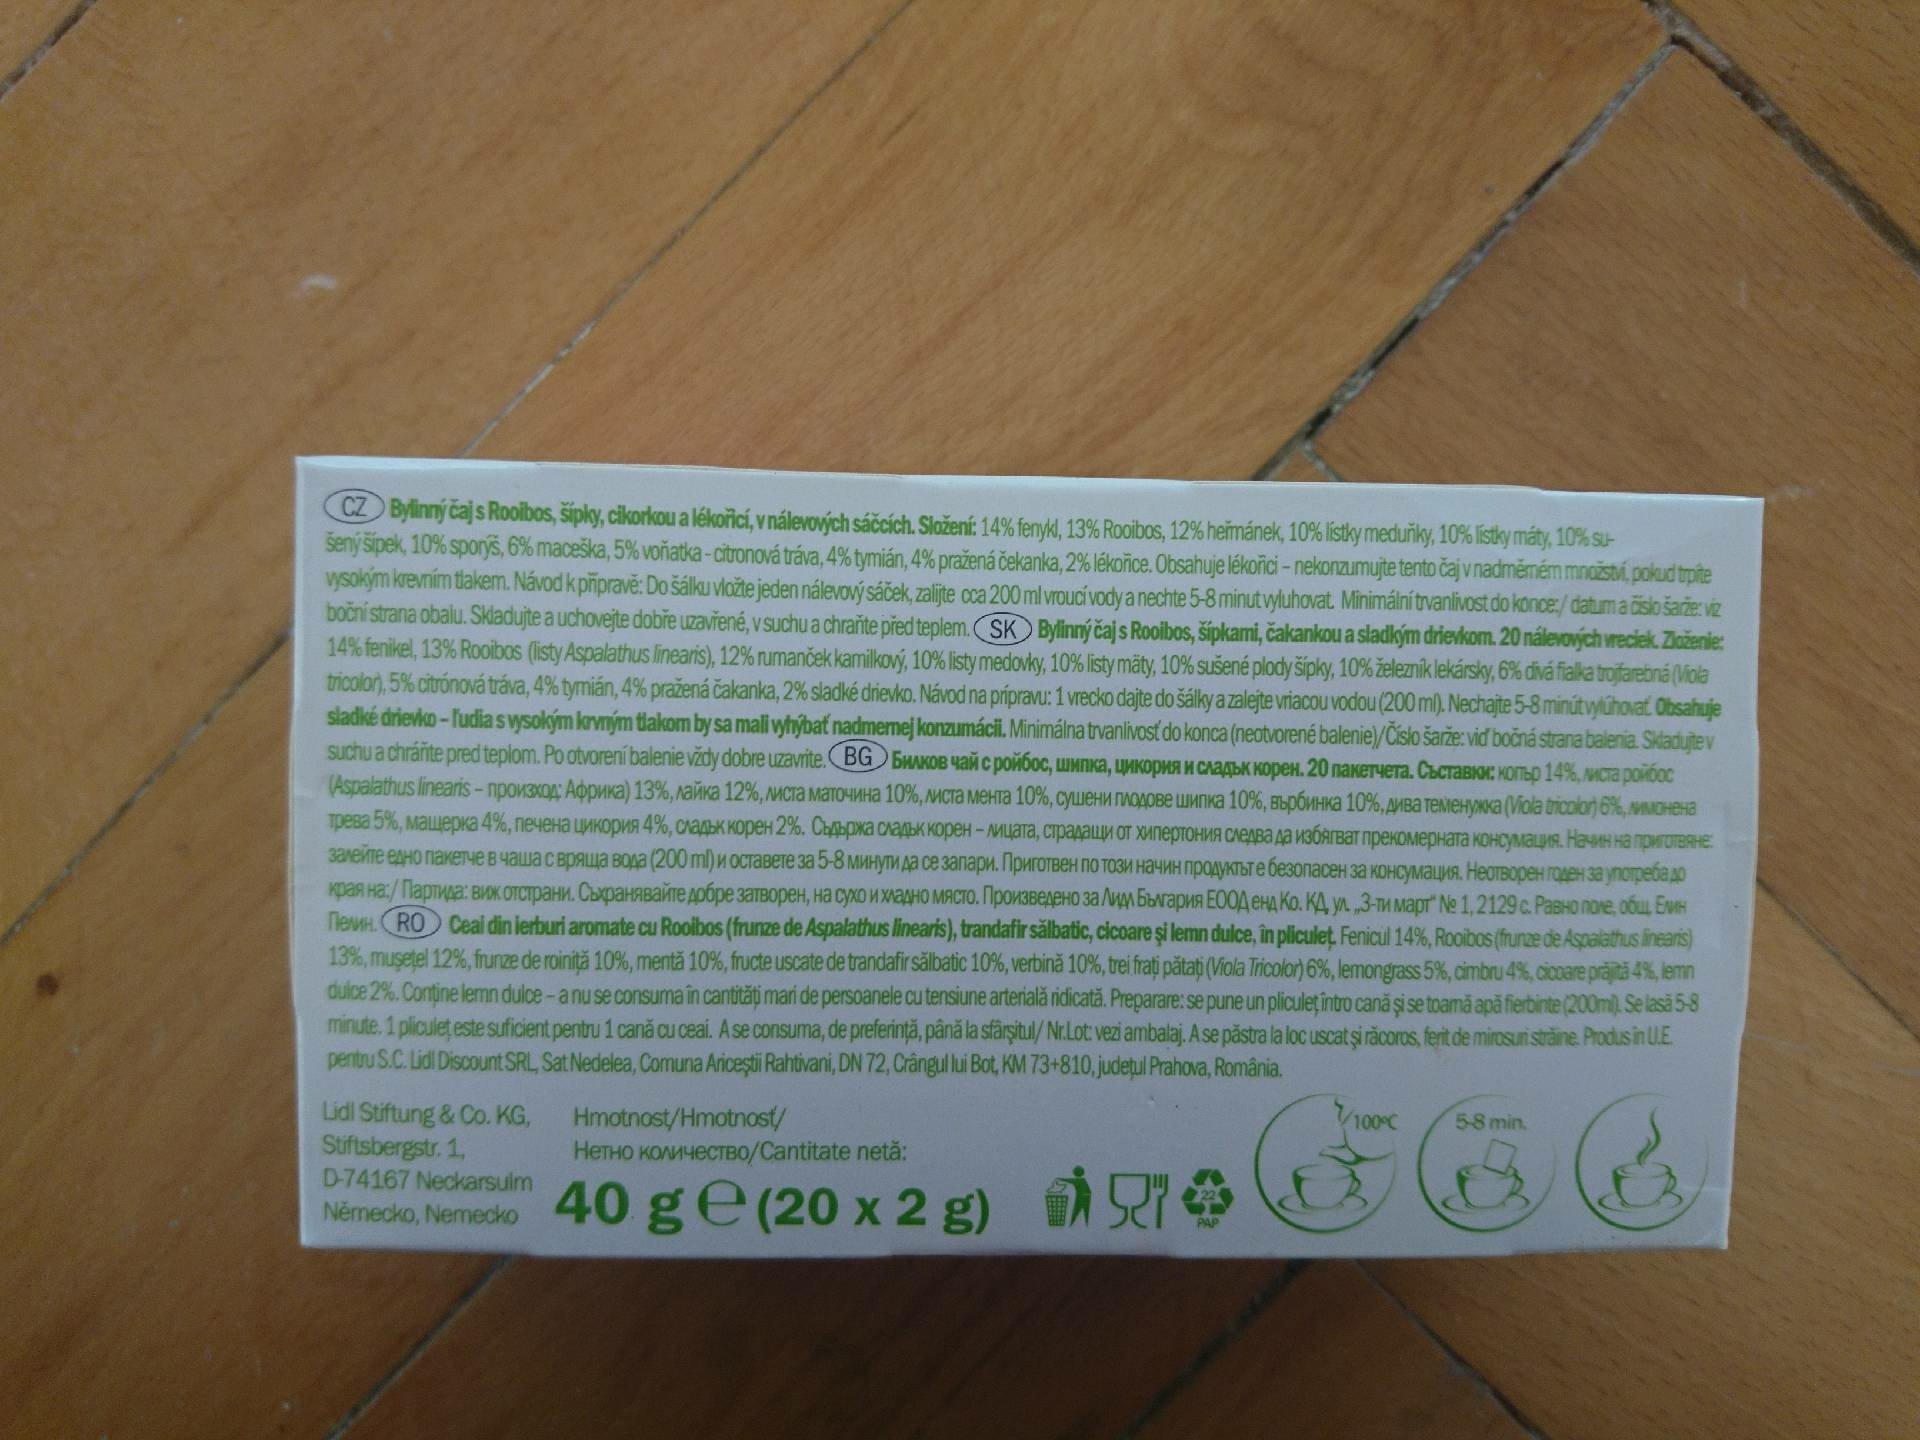 CZ Bylinný čaj s Rooibos, šípky, cikorkou a lékořicí, v nálevových sáčcích. Složení: 14% fenykl, 13% Rooibos, 12% heřmánek, 10% lístky meduňky, 10% lístky máty, 10% su-
šený šípek, 10% sporýš, 6% maceška, 5% voňatka - citronová tráva, 4% tymián, 4% pražená čekanka, 2% lékořice. Obsahuje lékořici – nekonzumujte tento čaj v nadměrném množství, pokud trpíte
vysokým krevním tlakem. Návod k přípravě: Do šálku vložte jeden nálevový sáček, zalijte cca 200 ml vroucí vody a nechte 5-8 minut vyluhovat. Minimální trvanlivost do konce:/ datum a číslo šarže: viz
boční strana obalu. Skladujte a uchovejte dobře uzavřené, v suchu a chraňte před teplem. SK Bylinný čaj s Rooibos, šípkami, čakankou a sladkým drievkom. 20 nálevových vreciek. Zloženie:
14% fenikel, 13% Rooibos (listy Aspalathus linearis), 12% rumanček kamilkový, 10% listy medovky, 10% listy mäty, 10% sušené plody šípky, 10% železník lekársky, 6% divá fialka trojfarebná (Viola
tricolor), 5% citrónová tráva, 4% tymián, 4% pražená čakanka, 2% sladké drievko. Návod na prípravu: 1 vrecko dajte do šálky a zalejte vriacou vodou (200 ml). Nechajte 5-8 minút vylúhovať. Obsahuje
sladké drievko – ľudia s vysokým krvným tlakom by sa mali vyhýbať nadmernej konzumácii. Minimálna trvanlivosť do konca (neotvorené balenie)/Číslo šarže: viď bočná strana balenia. Skladujte v
suchu a chráňte pred teplom. Po otvorení balenie vždy dobre uzavrite. BG Билков чай с ройбос, шипка, цикория и сладък корен. 20 пакетчета. Съставки: копър 14%, листа ройбос
(Aspalathus linearis – произход: Африка) 13%, лайка 12%, листа маточина 10%, листа мента 10%, сушени плодове шипка 10%, върбинка 10%, дива теменужка (Viola tricolor) 6%, лимонена
трева 5%, мащерка 4%, печена цикория 4%, сладък корен 2%. Съдържа сладък корен – лицата, страдащи от хипертония следва да избягват прекомерната консумация. Начин на приготвяне:
залейте едно пакетче в чаша с вряща вода (200 ml) и оставете за 5-8 минути да се запари. Приготвен по този начин продуктът е безопасен за консумация. Неотворен годен за употреба до
края на:/ Партида: виж отстрани. Съхранявайте добре затворен, на сухо и хладно място. Произведено за Лидл България ЕООД енд Ко. КД, ул. „3-ти март“ № 1, 2129 с. Равно поле, общ. Елин
Пелин. RO Ceai din ierburi aromate cu Rooibos (frunze de Aspalathus linearis), trandafir sălbatic, cicoare și lemn dulce, în pliculeț. Fenicul 14%, Rooibos (frunze de Aspalathus linearis)
13%, mușețel 12%, frunze de roiniță 10%, mentă 10%, fructe uscate de trandafir sălbatic 10%, verbină 10%, trei frați pătați (Viola Tricolor) 6%, lemongrass 5%, cimbru 4%, cicoare prăjită 4%, lemn
dulce 2%. Conține lemn dulce – a nu se consuma în cantități mari de persoanele cu tensiune arterială ridicată. Preparare: se pune un pliculeț într o cană și se toarnă apă fierbinte (200ml). Se lasă 5-8
minute. 1 pliculeț este suficient pentru 1 cană cu ceai. A se consuma, de preferință, până la sfârșitul/ Nr.Lot: vezi ambalaj. A se păstra la loc uscat și răcoros, ferit de mirosuri străine. Produs în U.E.
pentru S.C. Lidl Discount SRL, Sat Nedelea, Comuna Ariceștii Rahtivani, DN 72, Crângul lui Bot, KM 73+810, județul Prahova, România.
Lidl Stiftung & Co. KG,
Stiftsbergstr. 1,
D-74167 Neckarsulm
Německo, Nemecko
Hmotnost/Hmotnosť/
Нетно количество/Cantitate netă:
40 g e (20 x 2 g)
22
PAP
100°C
5-8 min.